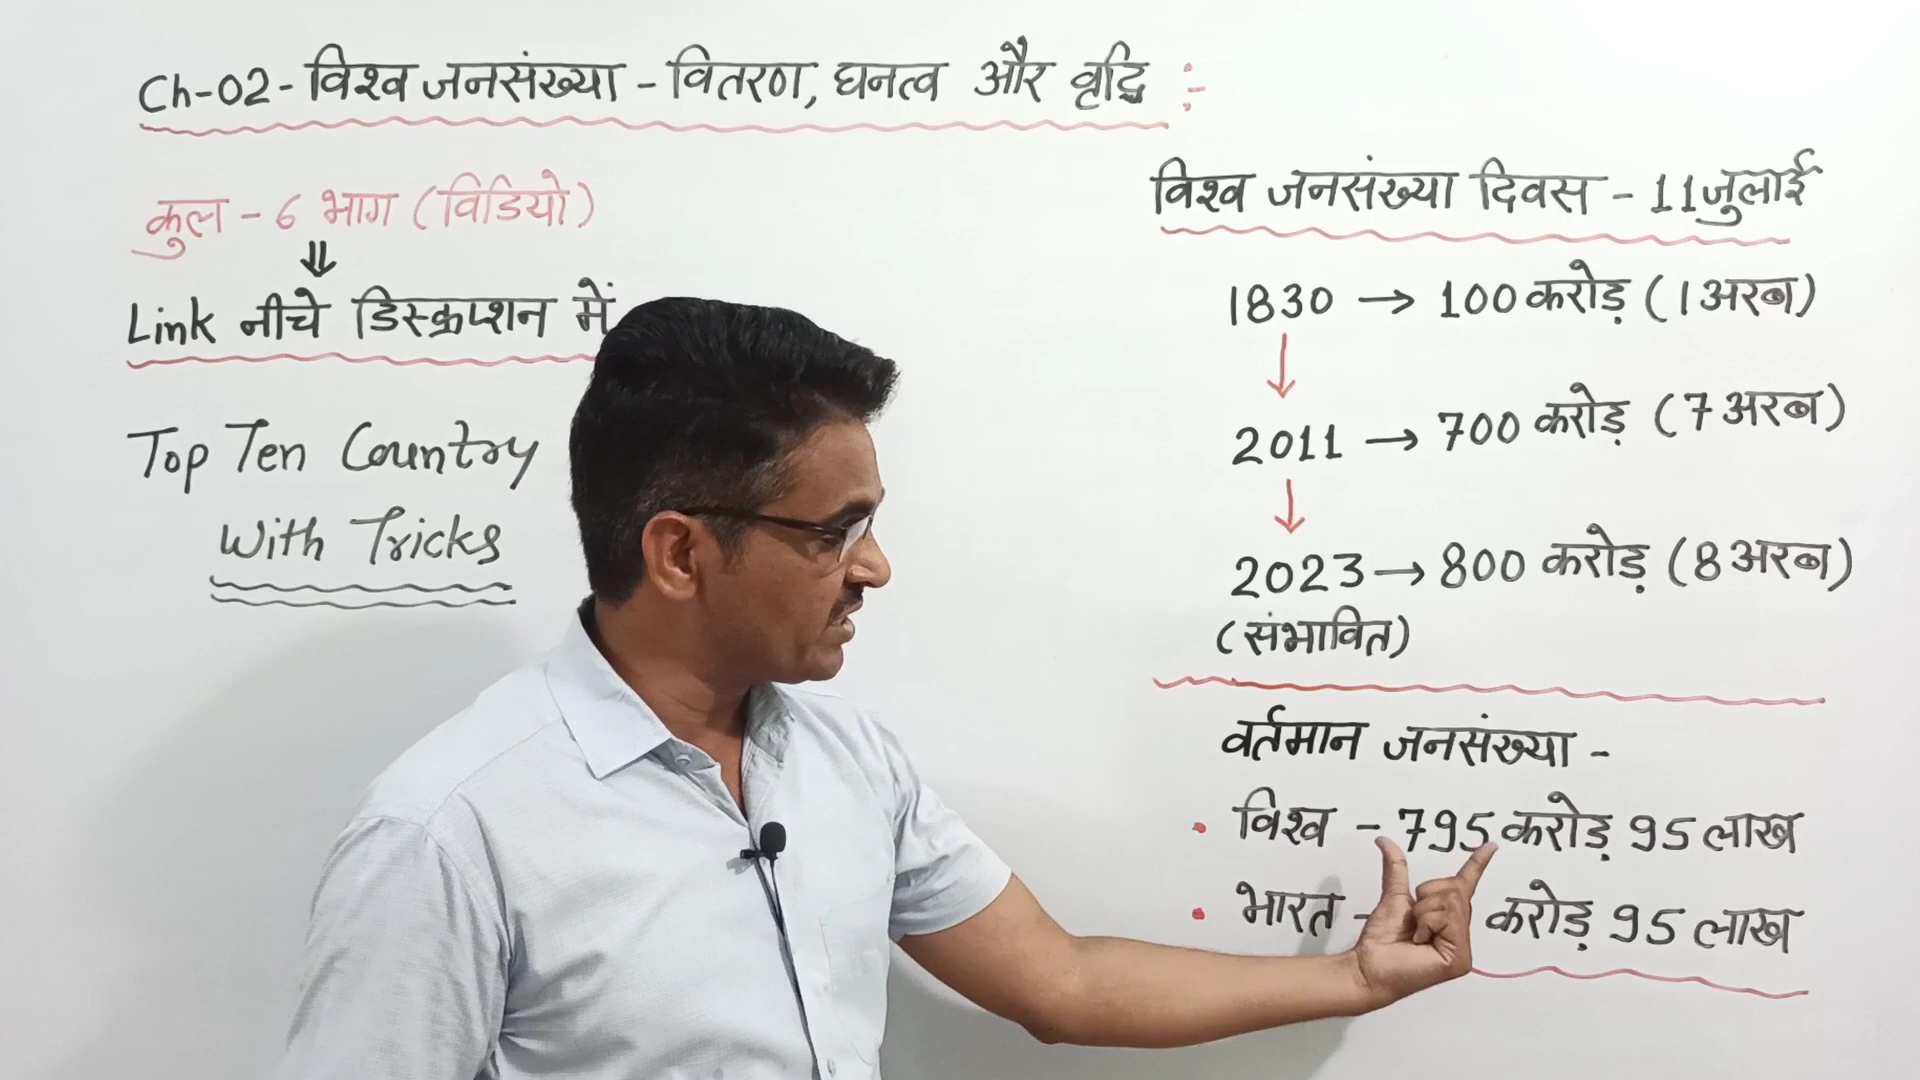 Ch-02- विश्व जनसंख्या - वितरण, घनत्व और वृद्धि :-
कुल - 6 भाग (विडियो)
⇓
Link नीचे डिस्क्रप्शन में
Top Ten Country
With Tricks
विश्व जनसंख्या दिवस - 11 जुलाई
1830 → 100 करोड़ (1 अरब)
↓
2011 → 700 करोड़ (7 अरब)
↓
2023 → 800 करोड़ (8 अरब)
(संभावित)
वर्तमान जनसंख्या -
• विश्व - 795 करोड़ 95 लाख
• भारत - करोड़ 95 लाख